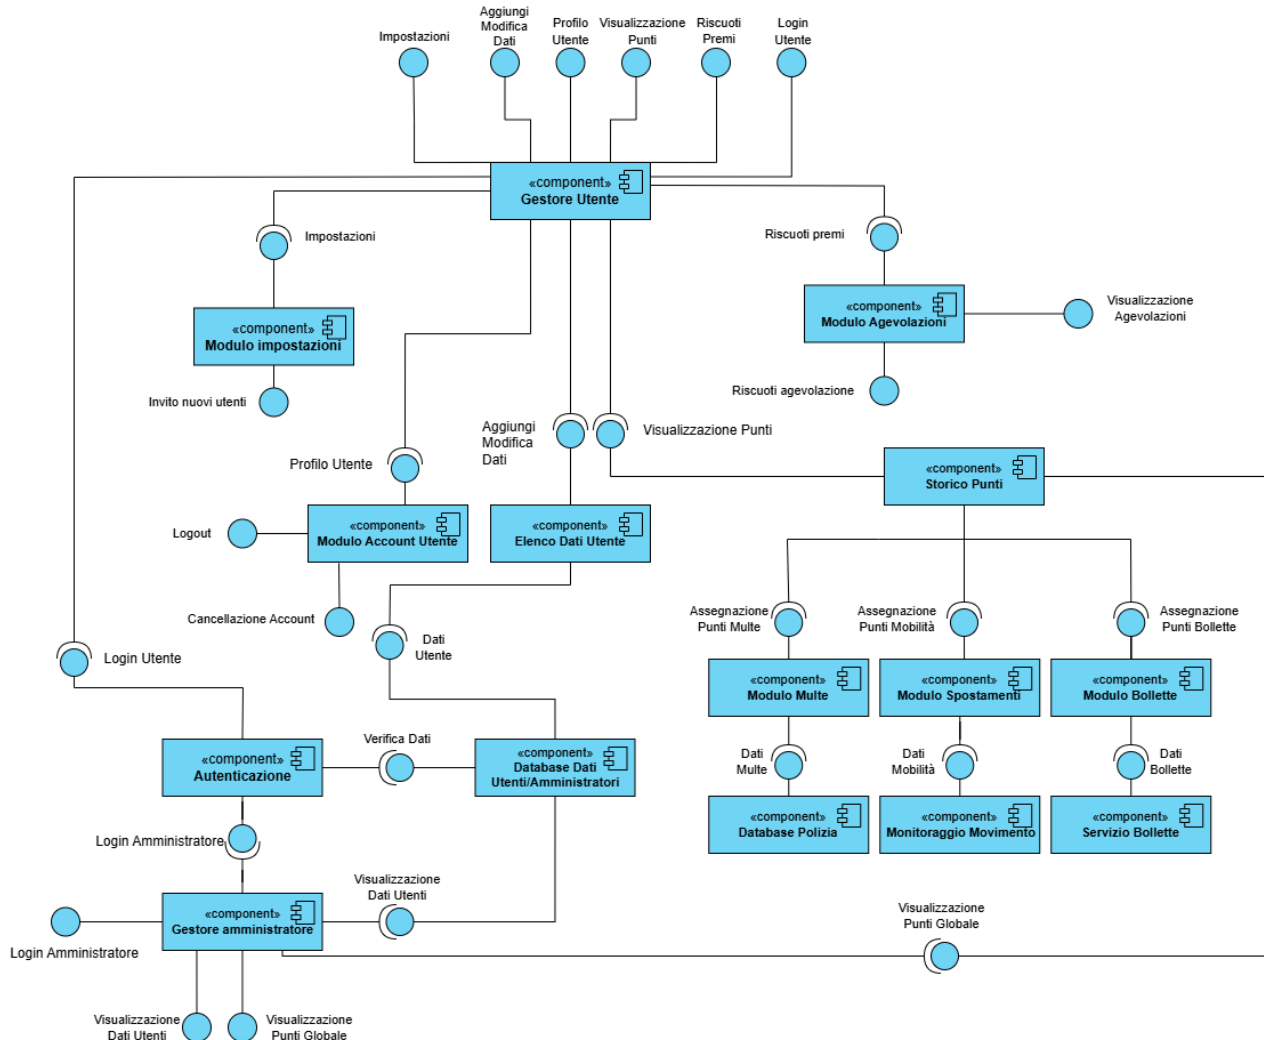 Impostazioni
Aggiungi
Modifica
Dati
Profilo
Utente
Visualizzazione
Punti
Riscuoti
Premi
Login
Utente
«component»
Gestore Utente
Impostazioni
Riscuoti premi
«component»
Modulo impostazioni
«component»
Modulo Agevolazioni
Visualizzazione
Agevolazioni
Invito nuovi utenti
Riscuoti agevolazione
Aggiungi
Modifica
Dati
Visualizzazione Punti
Profilo Utente
«component»
Storico Punti
Logout
«component»
Modulo Account Utente
«component»
Elenco Dati Utente
Cancellazione Account
Dati
Utente
Login Utente
Assegnazione
Punti Multe
Assegnazione
Punti Mobilità
Assegnazione
Punti Bollette
«component»
Modulo Multe
«component»
Modulo Spostamenti
«component»
Modulo Bollette
«component»
Autenticazione
Verifica Dati
«component»
Database Dati
Utenti/Amministratori
Dati
Multe
Dati
Mobilità
Dati
Bollette
«component»
Database Polizia
«component»
Monitoraggio Movimento
«component»
Servizio Bollette
Login Amministratore
Visualizzazione
Dati Utenti
«component»
Gestore amministratore
Login Amministratore
Visualizzazione
Punti Globale
Visualizzazione
Dati Utenti
Visualizzazione
Punti Globale